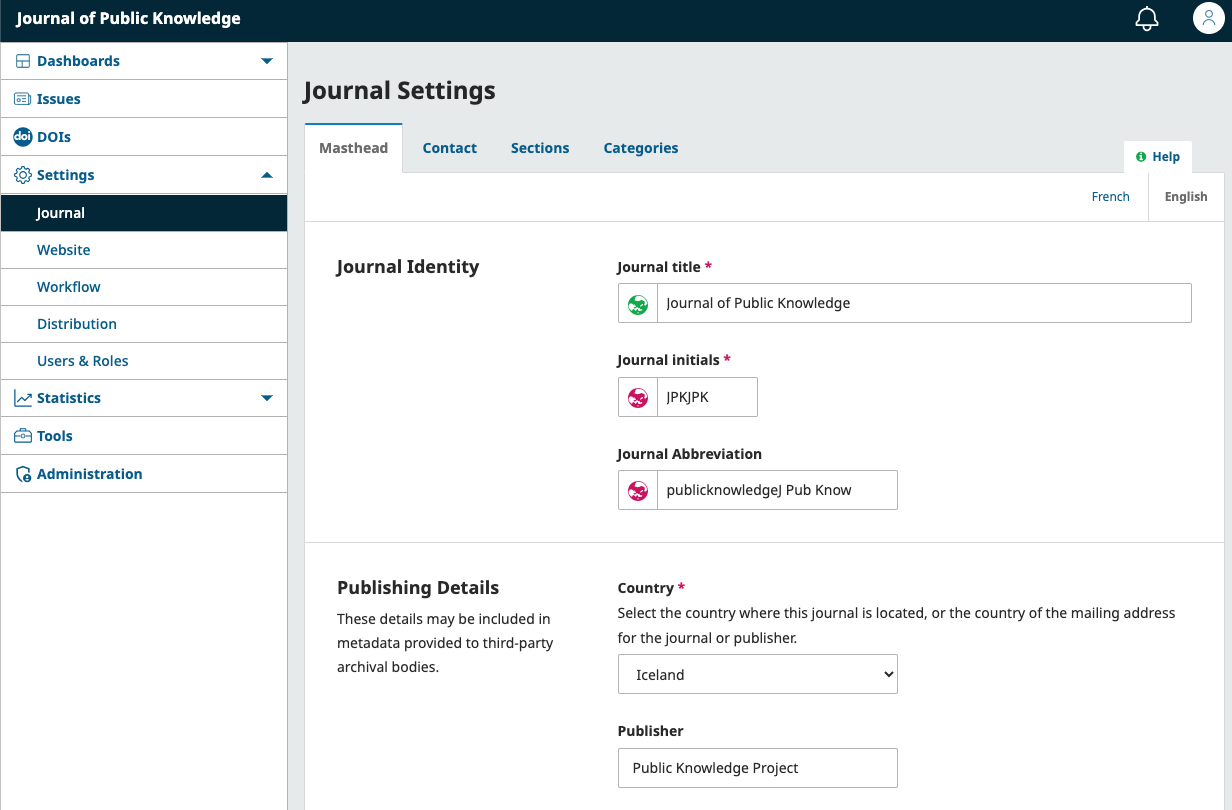 Journal of Public Knowledge
Dashboards
Issues
doi DOIs
Settings
Journal
Website
Workflow
Distribution
Users & Roles
Statistics
Tools
Administration
Journal Settings
Masthead Contact Sections Categories
Help
French English
Journal Identity
Journal title *
Journal of Public Knowledge
Journal initials *
JPKJPK
Journal Abbreviation
publicknowledgeJ Pub Know
Publishing Details
These details may be included in
metadata provided to third-party
archival bodies.
Country *
Select the country where this journal is located, or the country of the mailing address
for the journal or publisher.
Iceland
Publisher
Public Knowledge Project